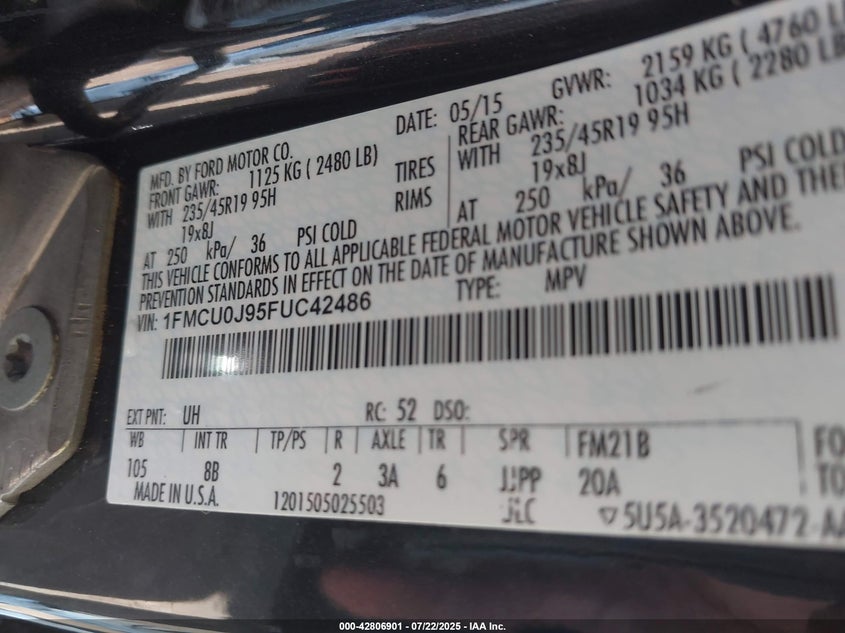 MFD. BY FORD MOTOR CO. DATE: 05/15 GVWR: 2159 KG ( 4760 L
FRONT GAWR: 1125 KG ( 2480 LB) REAR GAWR: 1034 KG ( 2280 LB
WITH 235/45R19 95H TIRES WITH 235/45R19 95H
19x8J RIMS 19x8J
AT 250 kPa/ 36 PSI COLD AT 250 kPa/ 36 PSI COLD
THIS VEHICLE CONFORMS TO ALL APPLICABLE FEDERAL MOTOR VEHICLE SAFETY AND THE
PREVENTION STANDARDS IN EFFECT ON THE DATE OF MANUFACTURE SHOWN ABOVE.
VIN: 1FMCU0J95FUC42486 TYPE: MPV
EXT PNT: UH RC: 52 DSO:
WB INT TR TP/PS R AXLE TR SPR FM21B FO
105 8B 2 3A 6 JJPP 20A TO
MADE IN U.S.A. 1201505025503 JLC ▽5U5A-3520472-AA
000-42806901 - 07/22/2025 - IAA Inc.